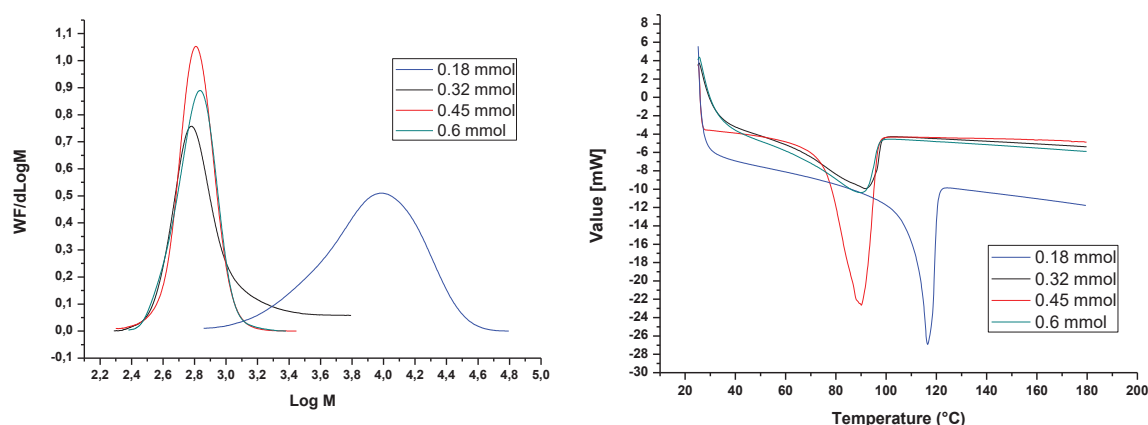 WF/dLogM
1,1
1,0
0,9
0,8
0,7
0,6
0,5
0,4
0,3
0,2
0,1
0,0
-0,1
0.18 mmol
0.32 mmol
0.45 mmol
0.6 mmol
2,2 2,4 2,6 2,8 3,0 3,2 3,4 3,6 3,8 4,0 4,2 4,4 4,6 4,8 5,0
Log M
Value [mW]
8
6
4
2
0
-2
-4
-6
-8
-10
-12
-14
-16
-18
-20
-22
-24
-26
-28
-30
0.18 mmol
0.32 mmol
0.45 mmol
0.6 mmol
20 40 60 80 100 120 140 160 180 200
Temperature (°C)